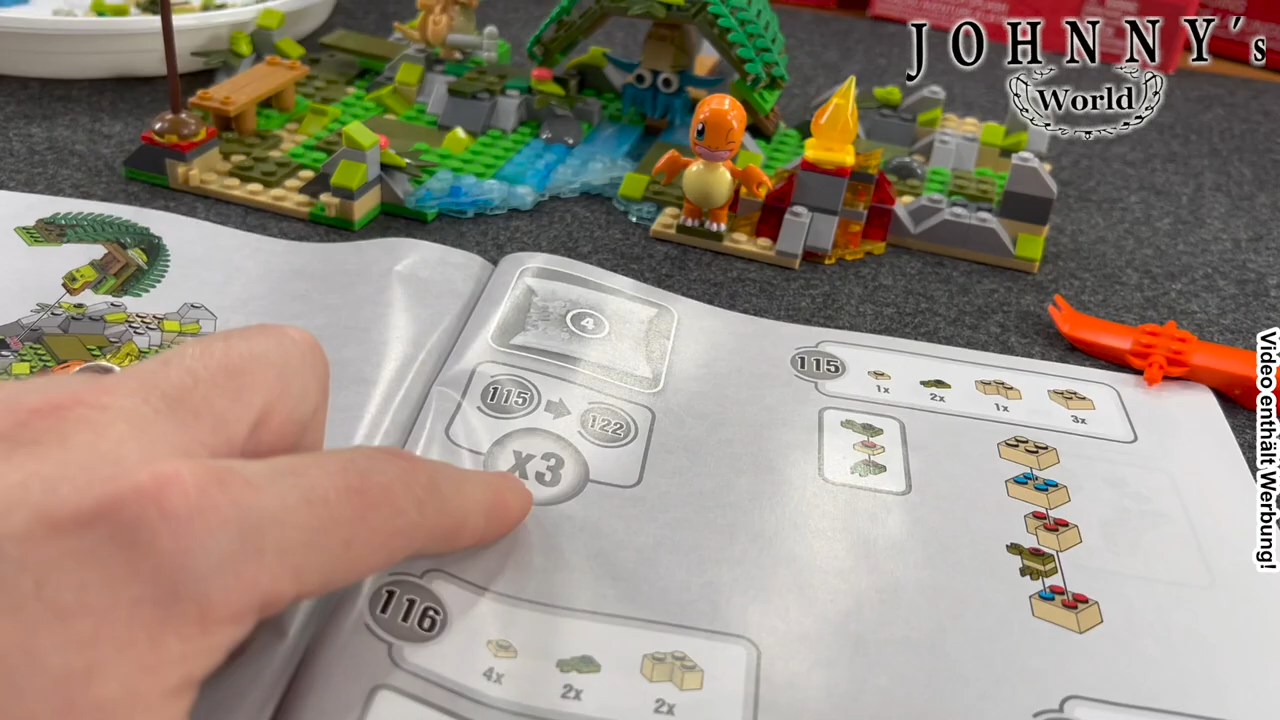 JOHNNY's
World
Video enthält Werbung!
4
115
122
x3
115
1x
2x
1x
3x
116
4x
2x
2x